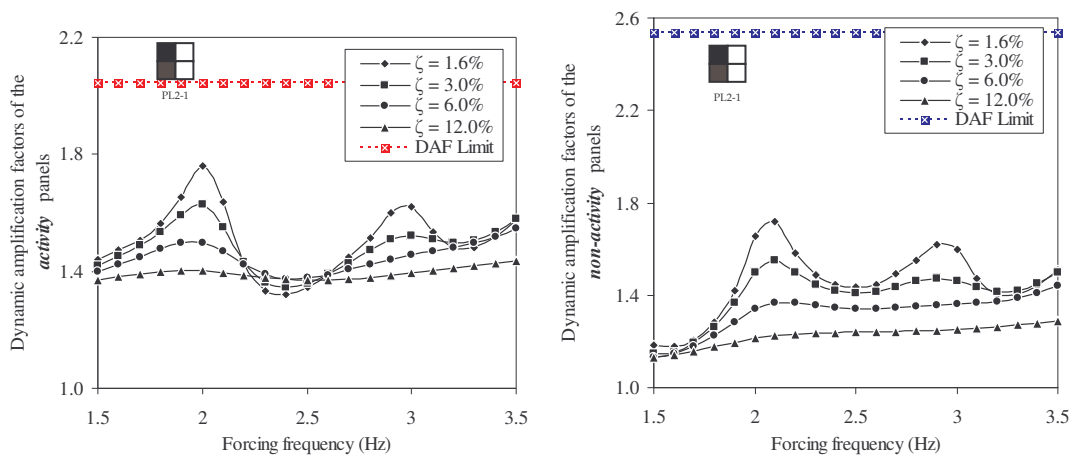 Dynamic amplification factors of the
activity panels
2.2
1.8
1.4
1.0
PL2-1
ζ = 1.6%
ζ = 3.0%
ζ = 6.0%
ζ = 12.0%
DAF Limit
1.5 2 2.5 3 3.5
Forcing frequency (Hz)
Dynamic amplification factors of the
non-activity panels
2.6
2.2
1.8
1.4
1.0
PL2-1
ζ = 1.6%
ζ = 3.0%
ζ = 6.0%
ζ = 12.0%
DAF Limit
1.5 2 2.5 3 3.5
Forcing frequency (Hz)